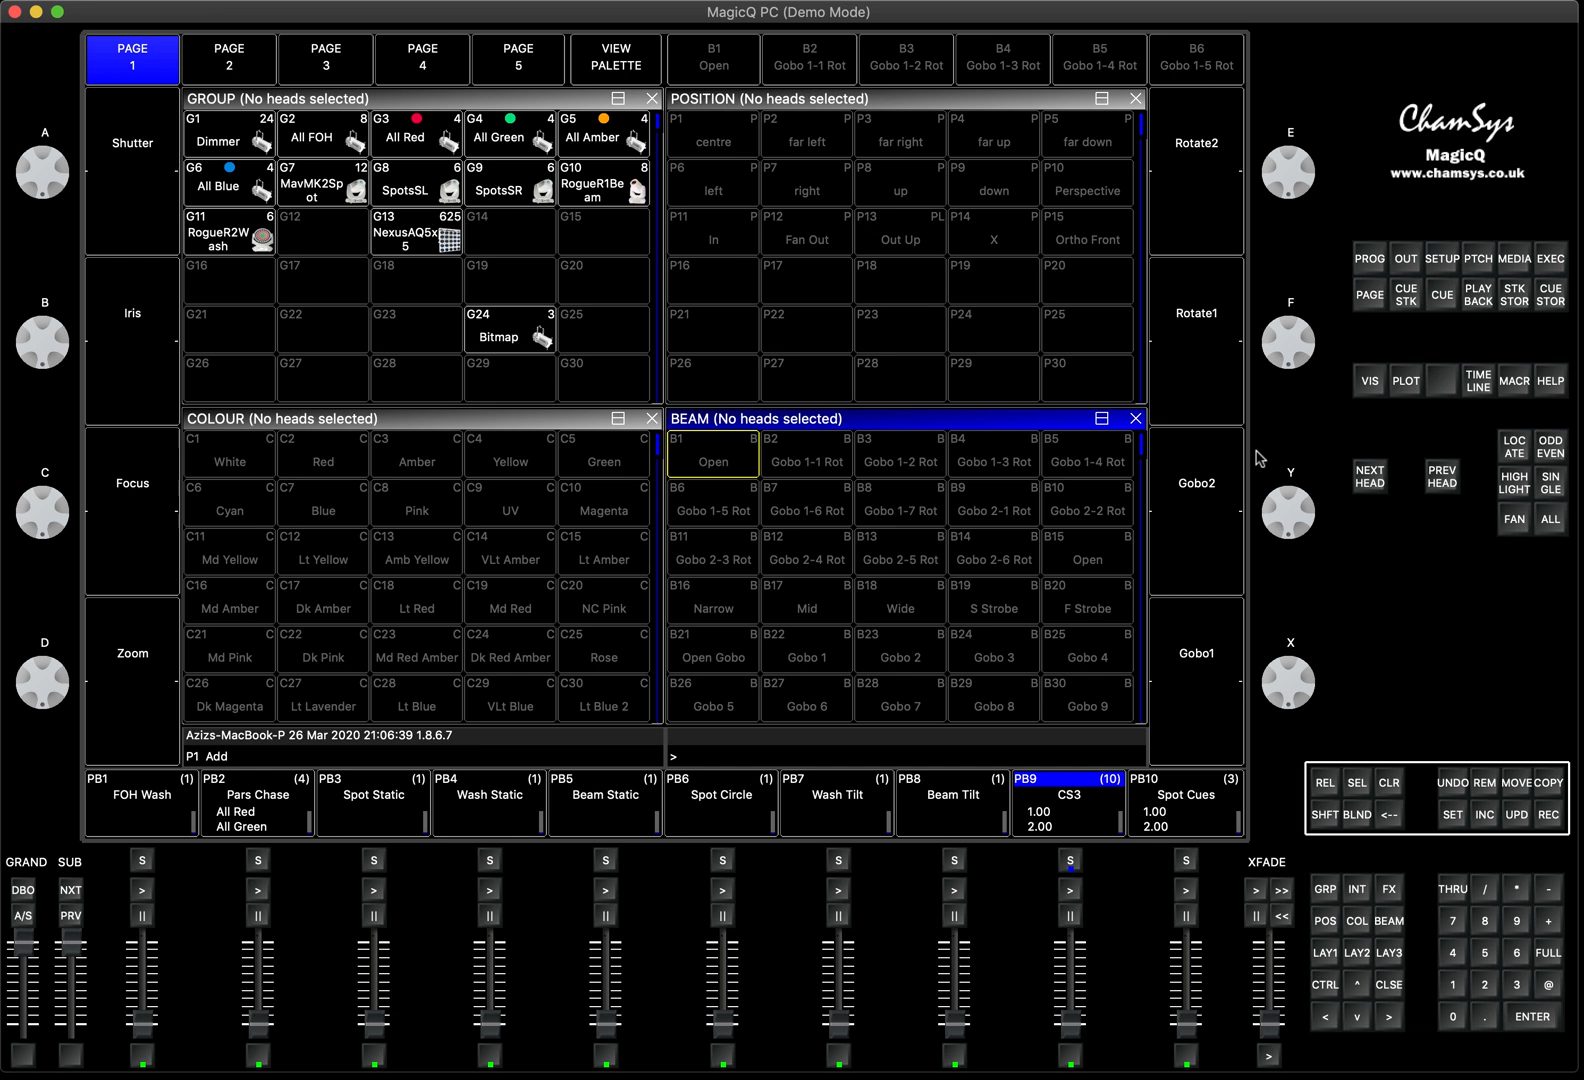 MagicQ PC (Demo Mode)
PAGE 1
PAGE 2
PAGE 3
PAGE 4
PAGE 5
VIEW PALETTE
B1 Open
B2 Gobo 1-1 Rot
B3 Gobo 1-2 Rot
B4 Gobo 1-3 Rot
B5 Gobo 1-4 Rot
B6 Gobo 1-5 Rot
A
B
C
D
Shutter
Iris
Focus
Zoom
GROUP (No heads selected)
G1 24 Dimmer
G2 8 All FOH
G3 4 All Red
G4 4 All Green
G5 4 All Amber
G6 4 All Blue
G7 12 MavMK2Spot
G8 6 SpotsSL
G9 6 SpotsSR
G10 8 RogueR1Beam
G11 6 RogueR2Wash
G12
G13 625 NexusAQ5x5
G14
G15
G16
G17
G18
G19
G20
G21
G22
G23
G24 3 Bitmap
G25
G26
G27
G28
G29
G30
POSITION (No heads selected)
P1 P centre
P2 P far left
P3 P far right
P4 P far up
P5 P far down
P6 P left
P7 P right
P8 P up
P9 P down
P10 P Perspective
P11 P In
P12 P Fan Out
P13 PL Out Up
P14 P X
P15 P Ortho Front
P16
P17
P18
P19
P20
P21
P22
P23
P24
P25
P26
P27
P28
P29
P30
COLOUR (No heads selected)
C1 C White
C2 C Red
C3 C Amber
C4 C Yellow
C5 C Green
C6 C Cyan
C7 C Blue
C8 C Pink
C9 C UV
C10 C Magenta
C11 C Md Yellow
C12 C Lt Yellow
C13 C Amb Yellow
C14 C VLt Amber
C15 C Lt Amber
C16 C Md Amber
C17 C Dk Amber
C18 C Lt Red
C19 C Md Red
C20 C NC Pink
C21 C Md Pink
C22 C Dk Pink
C23 C Md Red Amber
C24 C Dk Red Amber
C25 C Rose
C26 C Dk Magenta
C27 C Lt Lavender
C28 C Lt Blue
C29 C VLt Blue
C30 C Lt Blue 2
BEAM (No heads selected)
B1 B Open
B2 B Gobo 1-1 Rot
B3 B Gobo 1-2 Rot
B4 B Gobo 1-3 Rot
B5 B Gobo 1-4 Rot
B6 B Gobo 1-5 Rot
B7 B Gobo 1-6 Rot
B8 B Gobo 1-7 Rot
B9 B Gobo 2-1 Rot
B10 B Gobo 2-2 Rot
B11 B Gobo 2-3 Rot
B12 B Gobo 2-4 Rot
B13 B Gobo 2-5 Rot
B14 B Gobo 2-6 Rot
B15 B Open
B16 B Narrow
B17 B Mid
B18 B Wide
B19 B S Strobe
B20 B F Strobe
B21 B Open Gobo
B22 B Gobo 1
B23 B Gobo 2
B24 B Gobo 3
B25 B Gobo 4
B26 B Gobo 5
B27 B Gobo 6
B28 B Gobo 7
B29 B Gobo 8
B30 B Gobo 9
Rotate2
Rotate1
Gobo2
Gobo1
E
F
Y
X
ChamSys
MagicQ
www.chamsys.co.uk
PROG OUT SETUP PTCH MEDIA EXEC
PAGE CUE STK CUE PLAY BACK STK STOR CUE STOR
VIS PLOT TIME LINE MACR HELP
NEXT HEAD
PREV HEAD
LOC ATE ODD EVEN
HIGH LIGHT SIN GLE
FAN ALL
Azizs-MacBook-P 26 Mar 2020 21:06:39 1.8.6.7
P1 Add
>
PB1 (1) FOH Wash
PB2 (4) Pars Chase
All Red
All Green
PB3 (1) Spot Static
PB4 (1) Wash Static
PB5 (1) Beam Static
PB6 (1) Spot Circle
PB7 (1) Wash Tilt
PB8 (1) Beam Tilt
PB9 (10) CS3
1.00
2.00
PB10 (3) Spot Cues
1.00
2.00
REL SEL CLR UNDO REM MOVE COPY
SHFT BLND <-- SET INC UPD REC
GRAND SUB
S S S S S S S S S S
XFADE
DBO NXT > > > > > > > > > > > >>
A/S PRV || || || || || || || || || || || <<
GRP INT FX THRU / * -
POS COL BEAM 7 8 9 +
LAY1 LAY2 LAY3 4 5 6 FULL
CTRL ^ CLSE 1 2 3 @
< v > 0 . ENTER
>